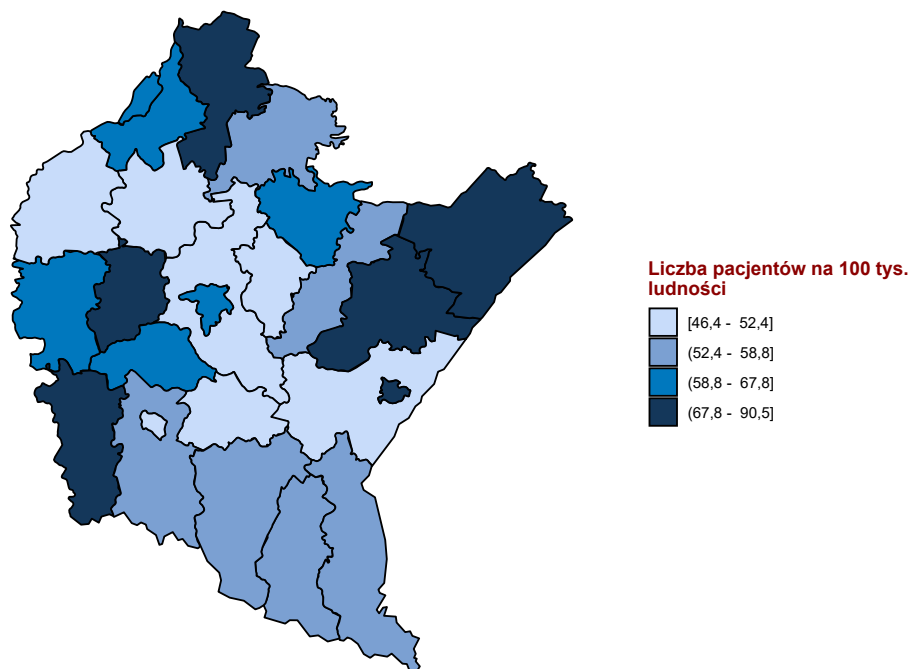 Liczba pacjentów na 100 tys.
ludności
[46,4 - 52,4]
(52,4 - 58,8]
(58,8 - 67,8]
(67,8 - 90,5]